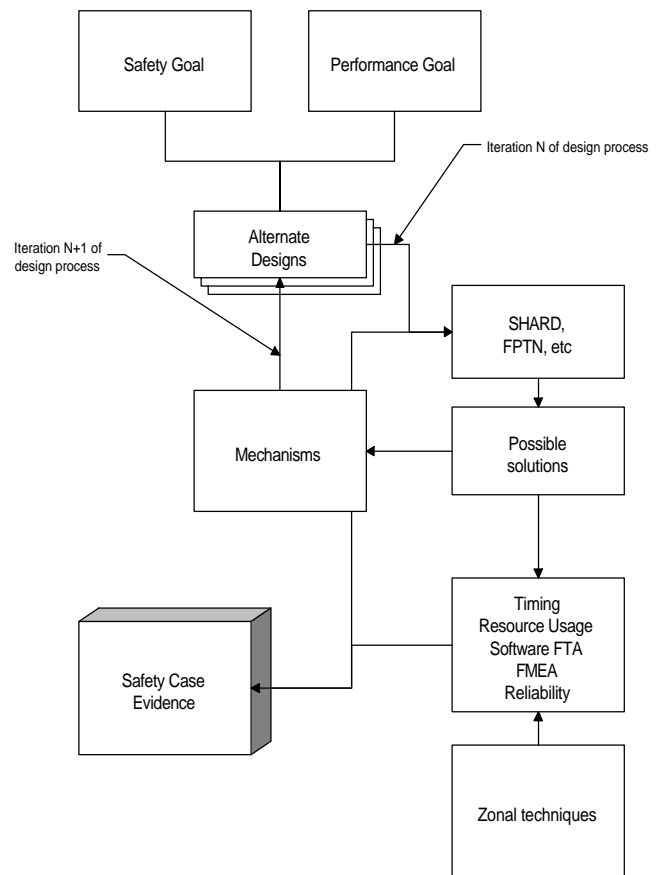 Safety Goal
Performance Goal
Iteration N of design process
Alternate
Designs
Iteration N+1 of
design process
SHARD,
FPTN, etc
Mechanisms
Possible
solutions
Timing
Resource Usage
Software FTA
FMEA
Reliability
Safety Case
Evidence
Zonal techniques